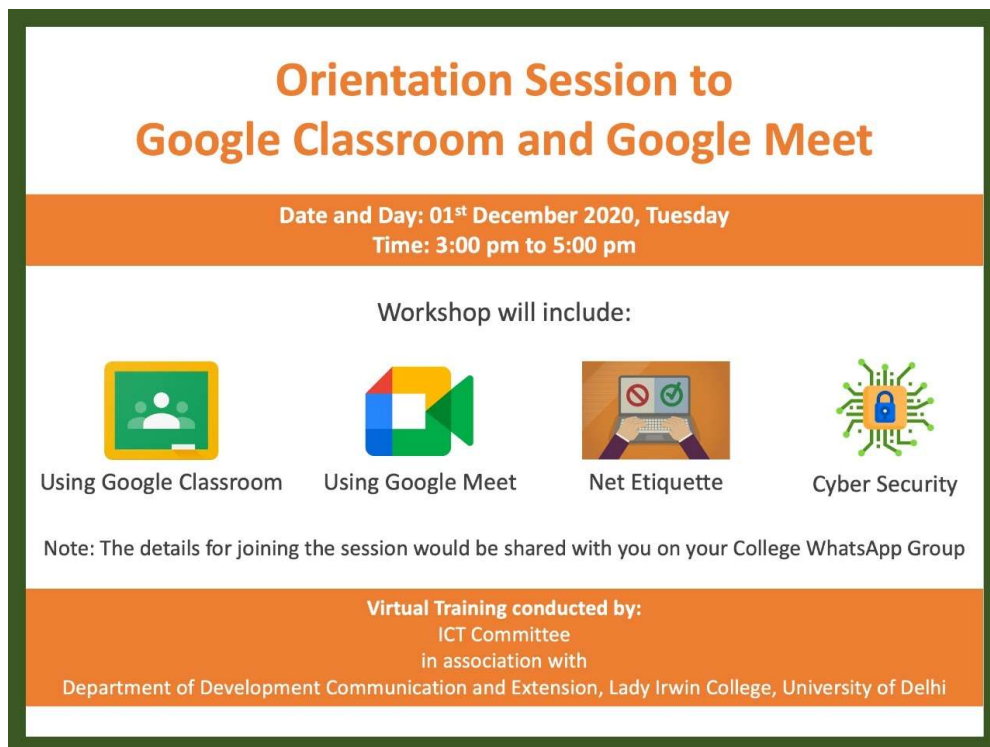 Orientation Session to
Google Classroom and Google Meet
Date and Day: 01st December 2020, Tuesday
Time: 3:00 pm to 5:00 pm
Workshop will include:
Using Google Classroom
Using Google Meet
Net Etiquette
Cyber Security
Note: The details for joining the session would be shared with you on your College WhatsApp Group
Virtual Training conducted by:
ICT Committee
in association with
Department of Development Communication and Extension, Lady Irwin College, University of Delhi